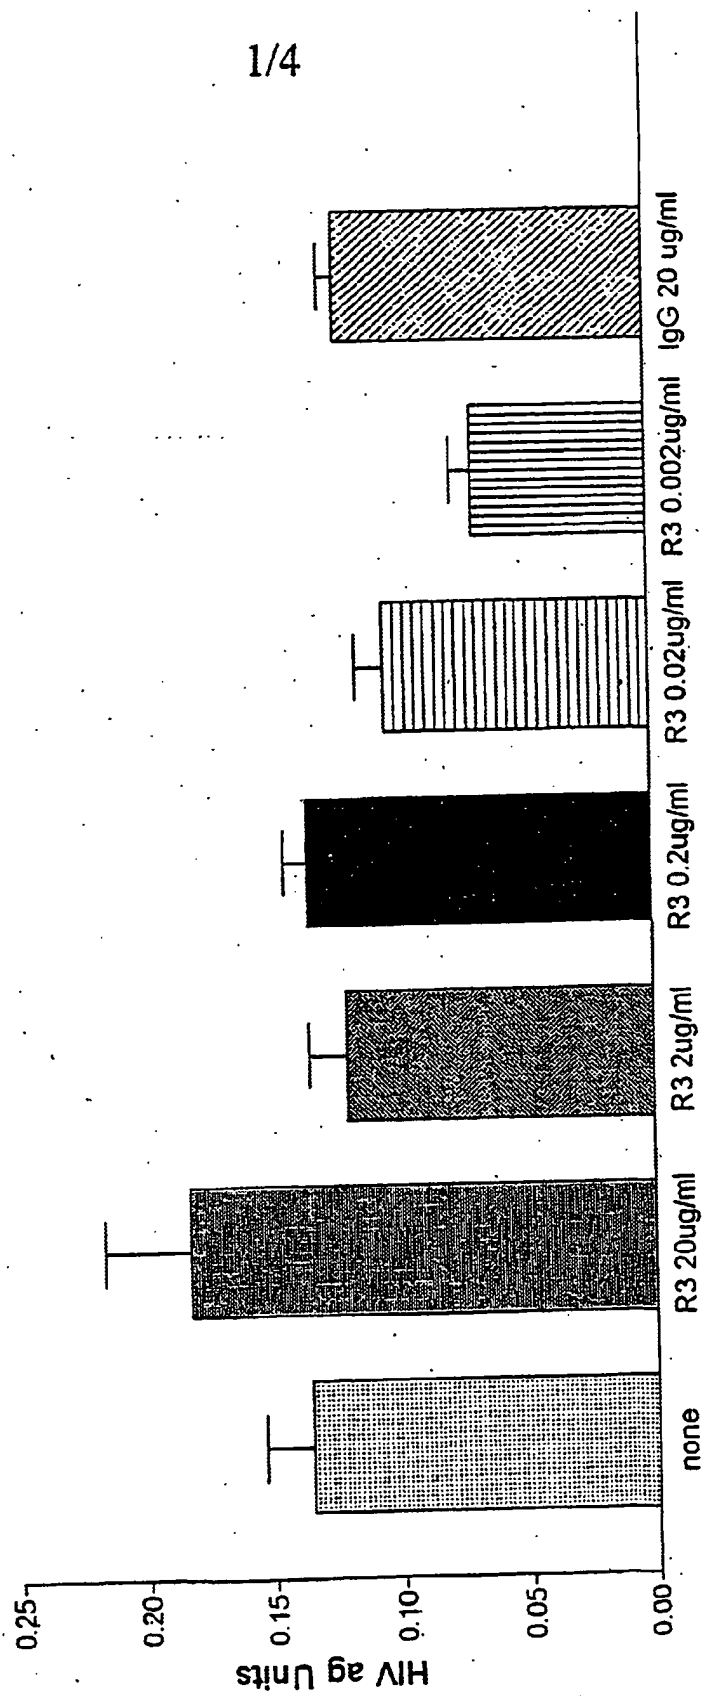 1/4
HIV ag Units
0.25
0.20
0.15
0.10
0.05
0.00
none
R3 20ug/ml
R3 2ug/ml
R3 0.2ug/ml
R3 0.02ug/ml
R3 0.002ug/ml
IgG 20 ug/ml